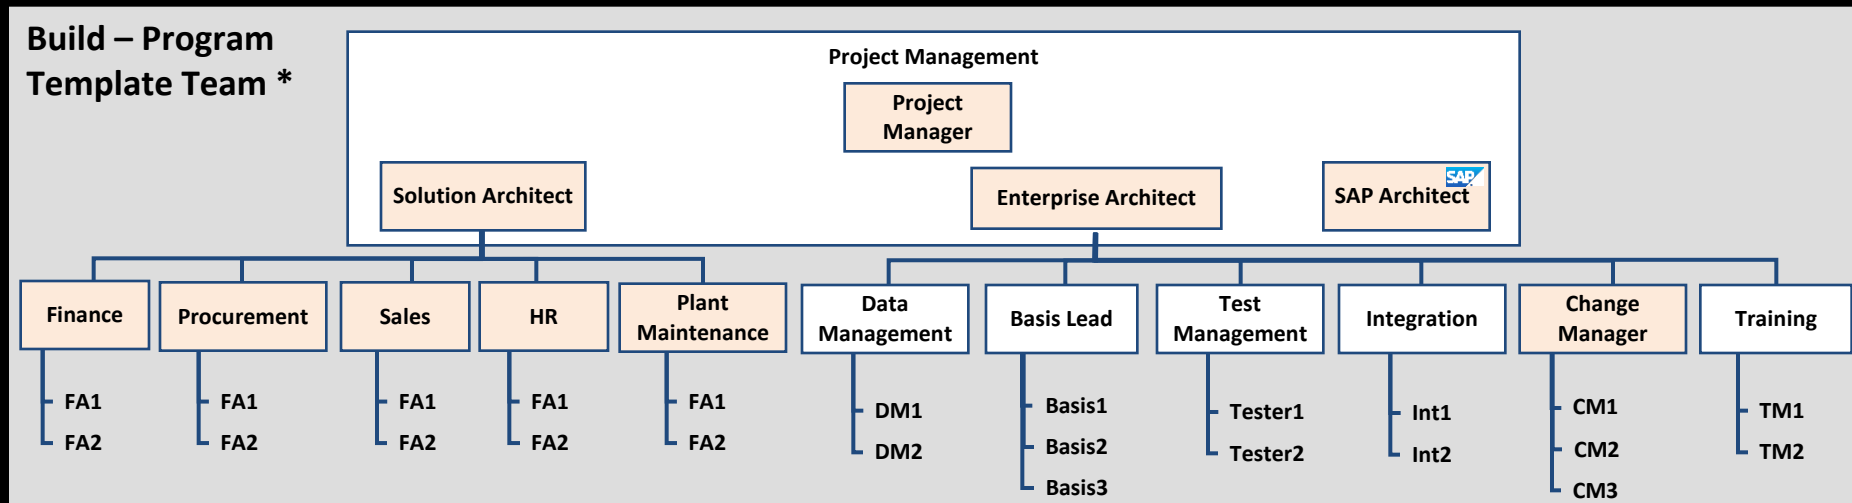 Build – Program
Template Team *
Project Management
Project
Manager
Solution Architect
Enterprise Architect
SAP
SAP Architect
Finance
Procurement
Sales
HR
Plant
Maintenance
Data
Management
Basis Lead
Test
Management
Integration
Change
Manager
Training
FA1
FA2
FA1
FA2
FA1
FA2
FA1
FA2
FA1
FA2
DM1
DM2
Basis1
Basis2
Basis3
Tester1
Tester2
Int1
Int2
CM1
CM2
CM3
TM1
TM2